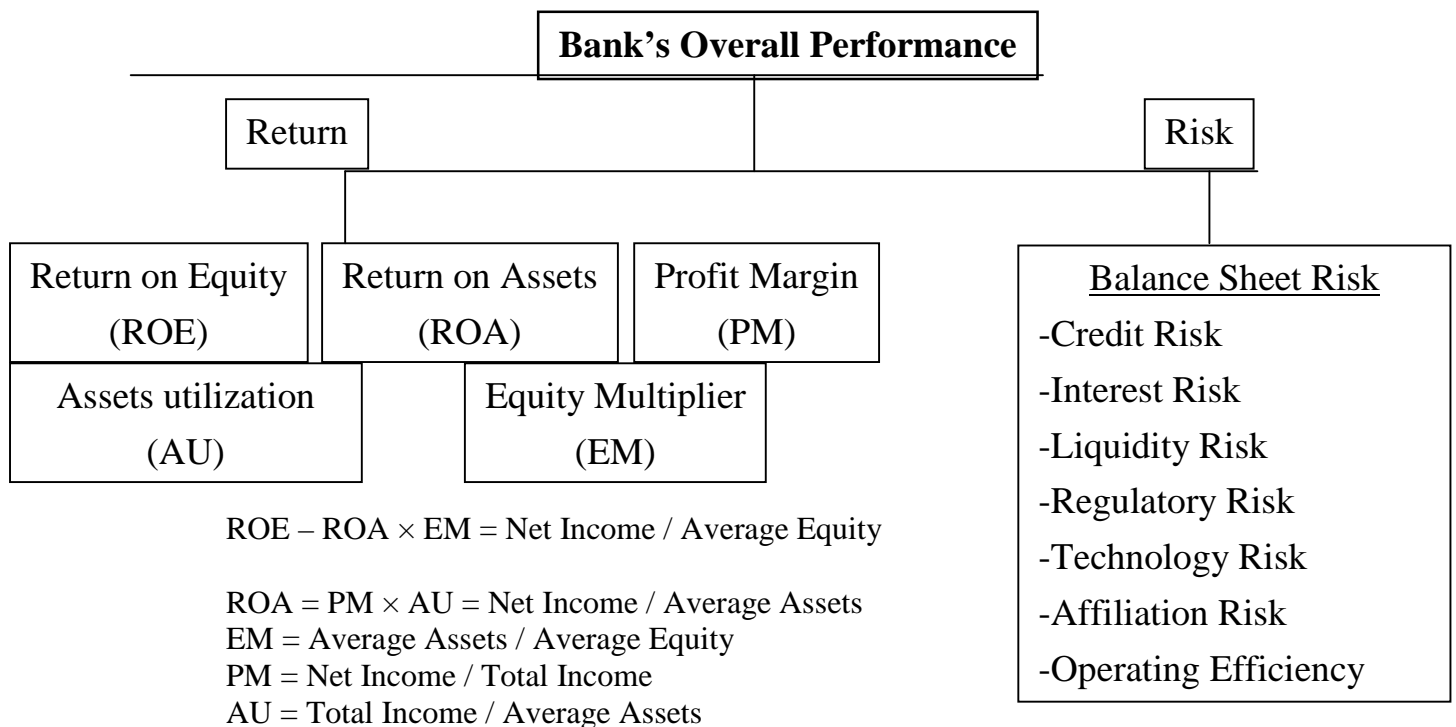 Bank’s Overall Performance
Return
Risk
Return on Equity
(ROE)
Return on Assets
(ROA)
Profit Margin
(PM)
Assets utilization
(AU)
Equity Multiplier
(EM)
Balance Sheet Risk
-Credit Risk
-Interest Risk
-Liquidity Risk
-Regulatory Risk
-Technology Risk
-Affiliation Risk
-Operating Efficiency
ROE – ROA × EM = Net Income / Average Equity
ROA = PM × AU = Net Income / Average Assets
EM = Average Assets / Average Equity
PM = Net Income / Total Income
AU = Total Income / Average Assets